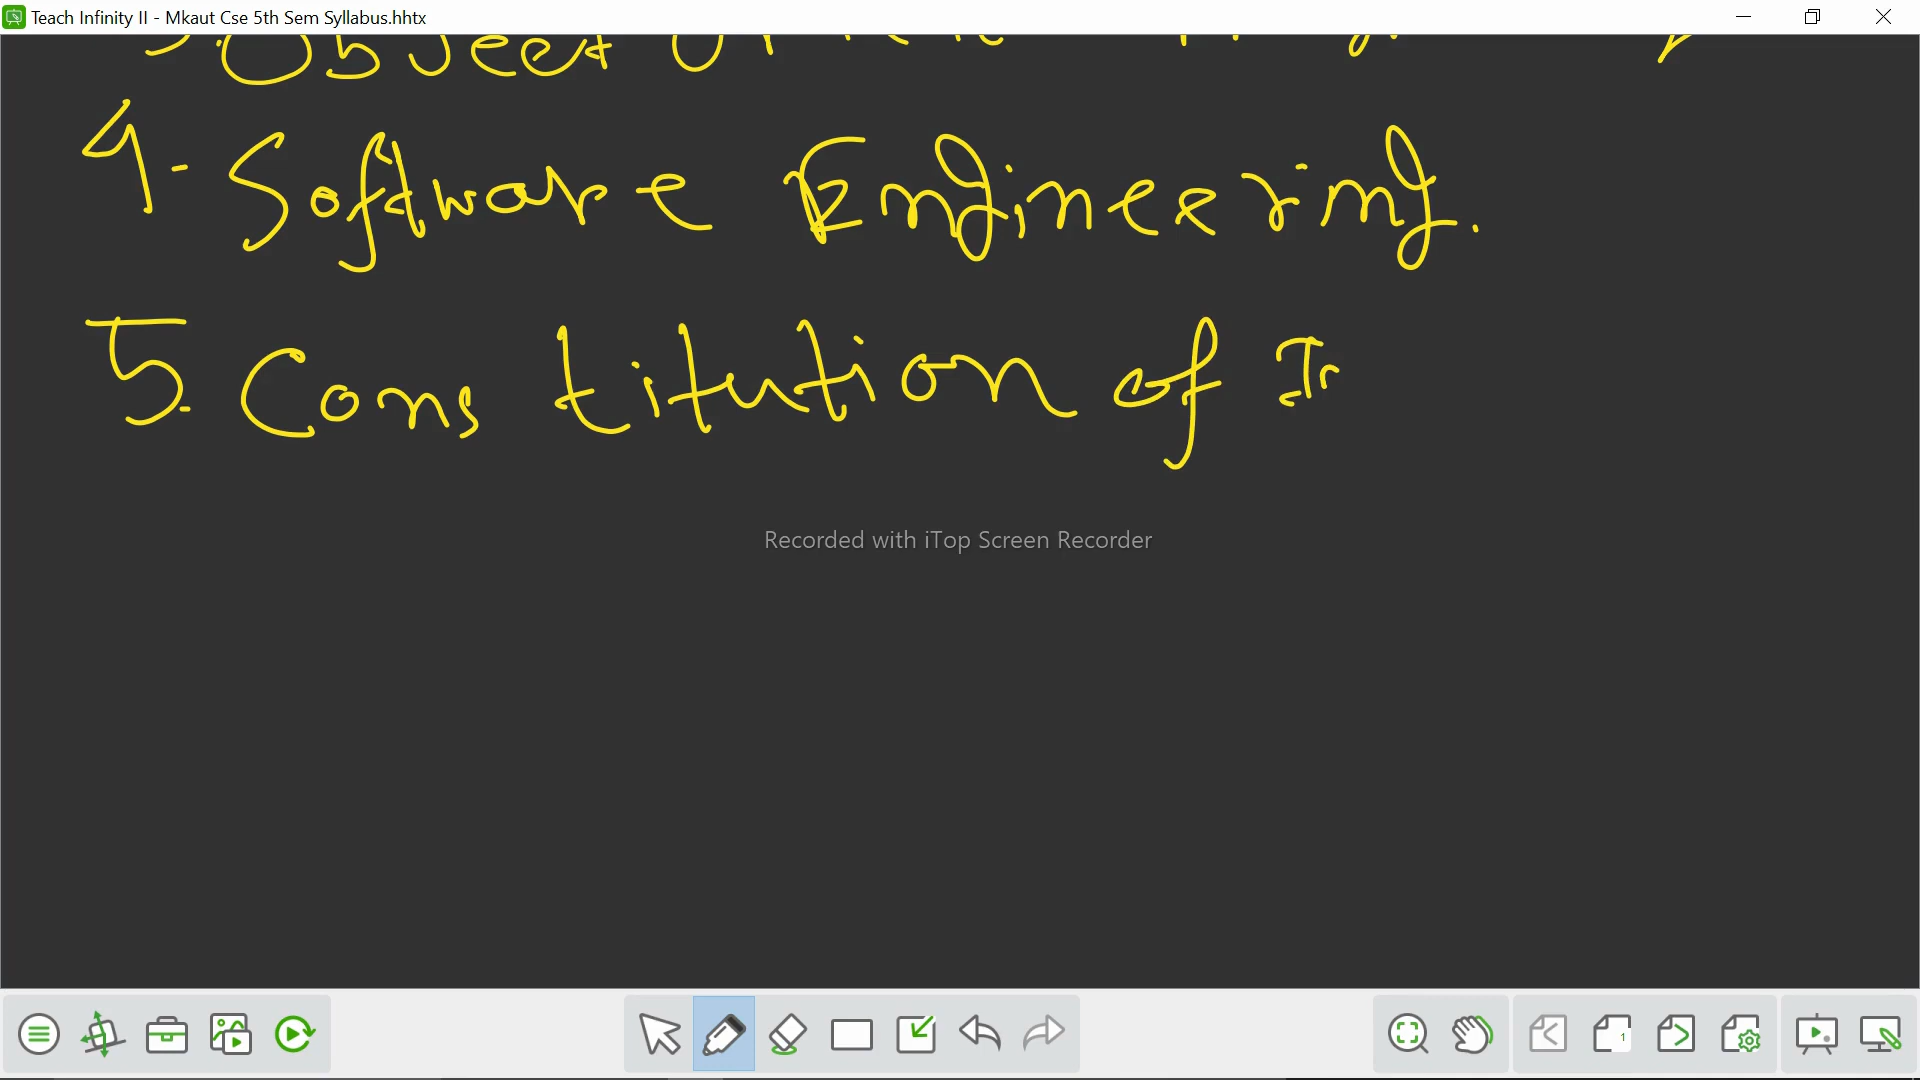 Teach Infinity II - Mkaut Cse 5th Sem Syllabus.hhtx
4. Software Engineering.
5. Constitution of In
Recorded with iTop Screen Recorder
1